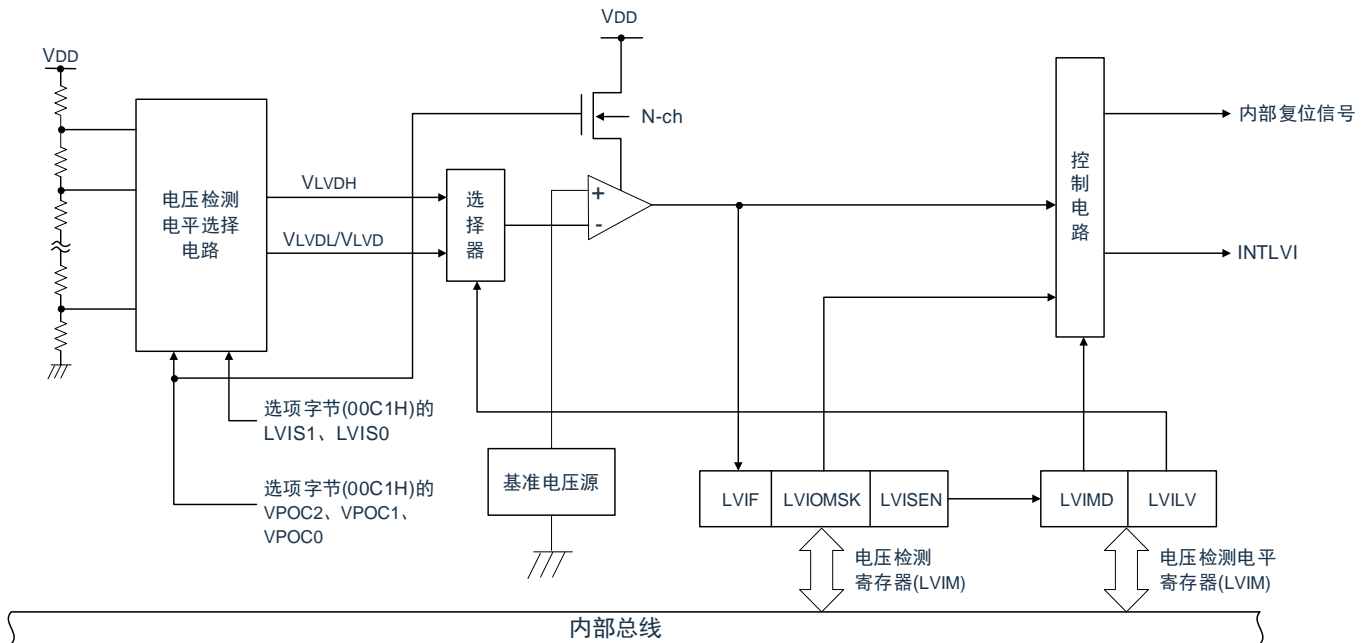 VDD
VDD
N-ch
电压检测
电平选择
电路
VLVDH
VLVDL/VLVD
选
择
器
+
-
控
制
电
路
内部复位信号
INTLVI
选项字节(00C1H)的
LVIS1、LVIS0
选项字节(00C1H)的
VPOC2、VPOC1、
VPOC0
基准电压源
LVIF
LVIOMSK
LVISEN
LVIMD
LVILV
电压检测
寄存器(LVIM)
电压检测电平
寄存器(LVIM)
内部总线